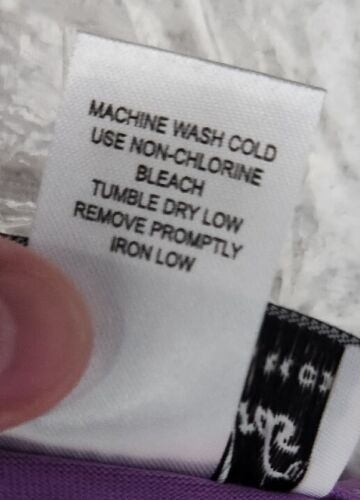 MACHINE WASH COLD
USE NON-CHLORINE
BLEACH
TUMBLE DRY LOW
REMOVE PROMPTLY
IRON LOW